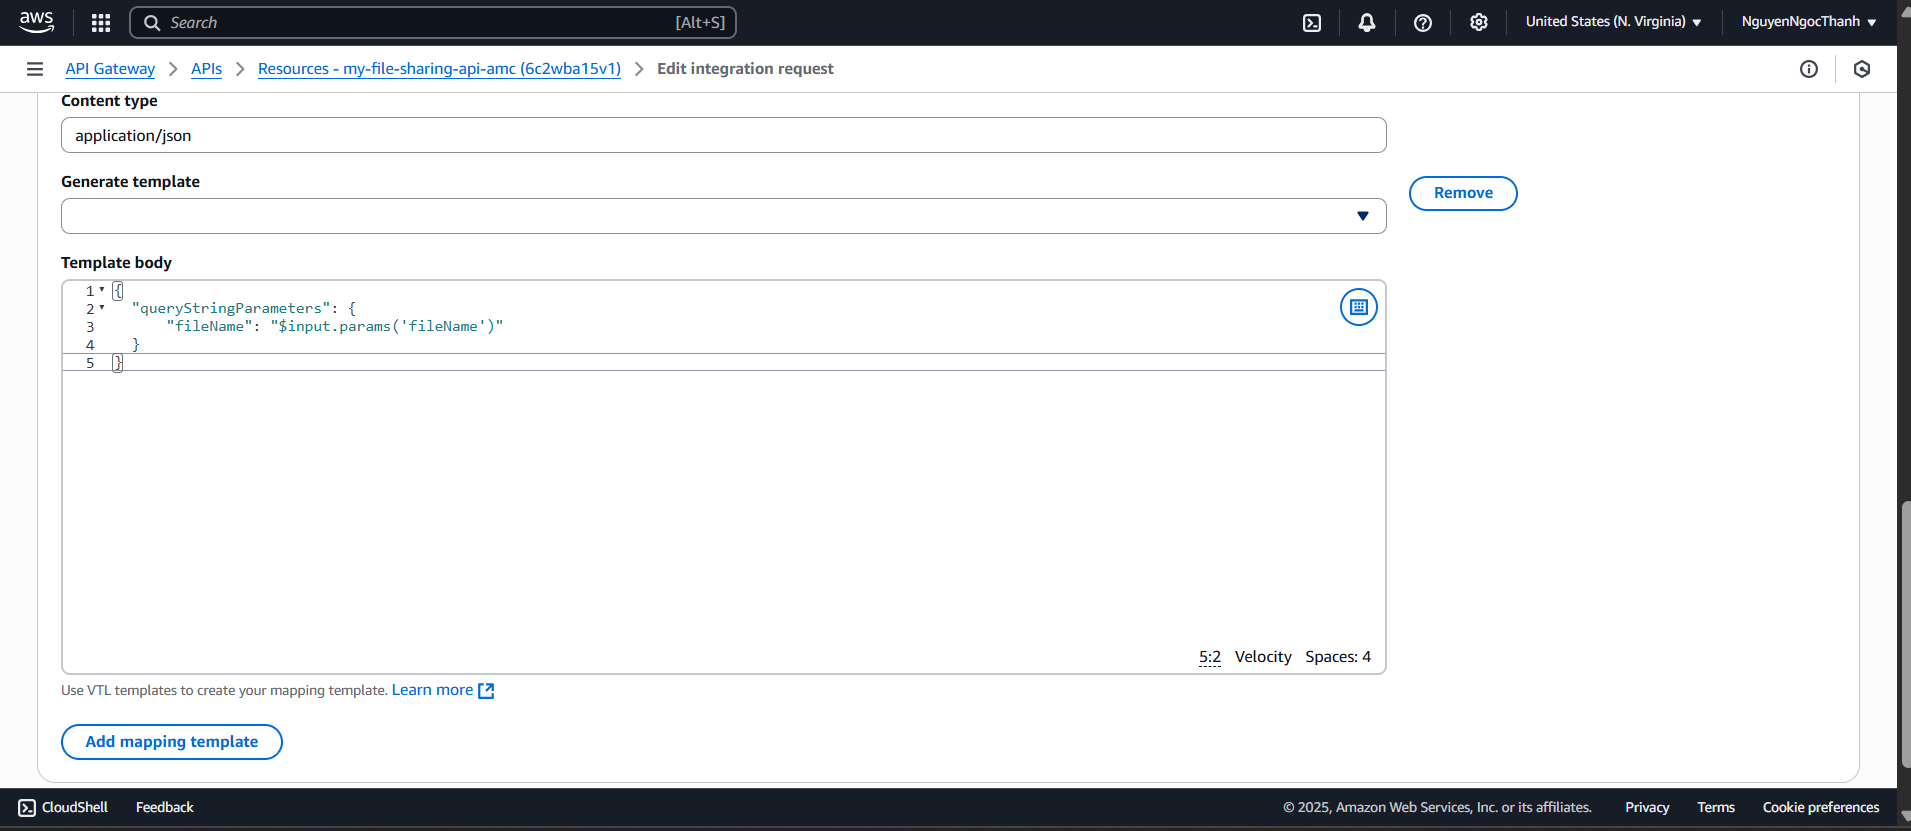 aws
Search [Alt+S]
United States (N. Virginia)
NguyenNgocThanh
API Gateway > APIs > Resources - my-file-sharing-api-amc (6c2wba15v1) > Edit integration request
Content type
application/json
Generate template
Remove
Template body
1 {
2 "queryStringParameters": {
3 "fileName": "$input.params('fileName')"
4 }
5 }
5:2 Velocity Spaces: 4
Use VTL templates to create your mapping template. Learn more
Add mapping template
CloudShell Feedback © 2025, Amazon Web Services, Inc. or its affiliates. Privacy Terms Cookie preferences